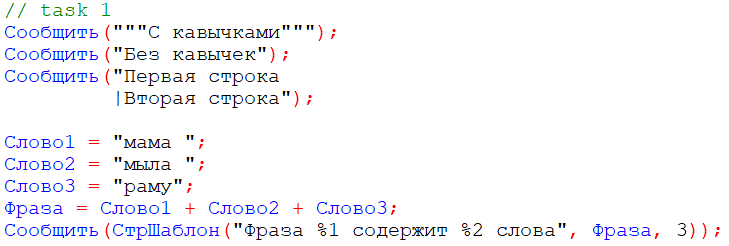 // task 1
Сообщить("""С кавычками""");
Сообщить("Без кавычек");
Сообщить("Первая строка
|Вторая строка");
Слово1 = "мама ";
Слово2 = "мыла ";
Слово3 = "раму";
Фраза = Слово1 + Слово2 + Слово3;
Сообщить(СтрШаблон("Фраза %1 содержит %2 слова", Фраза, 3));